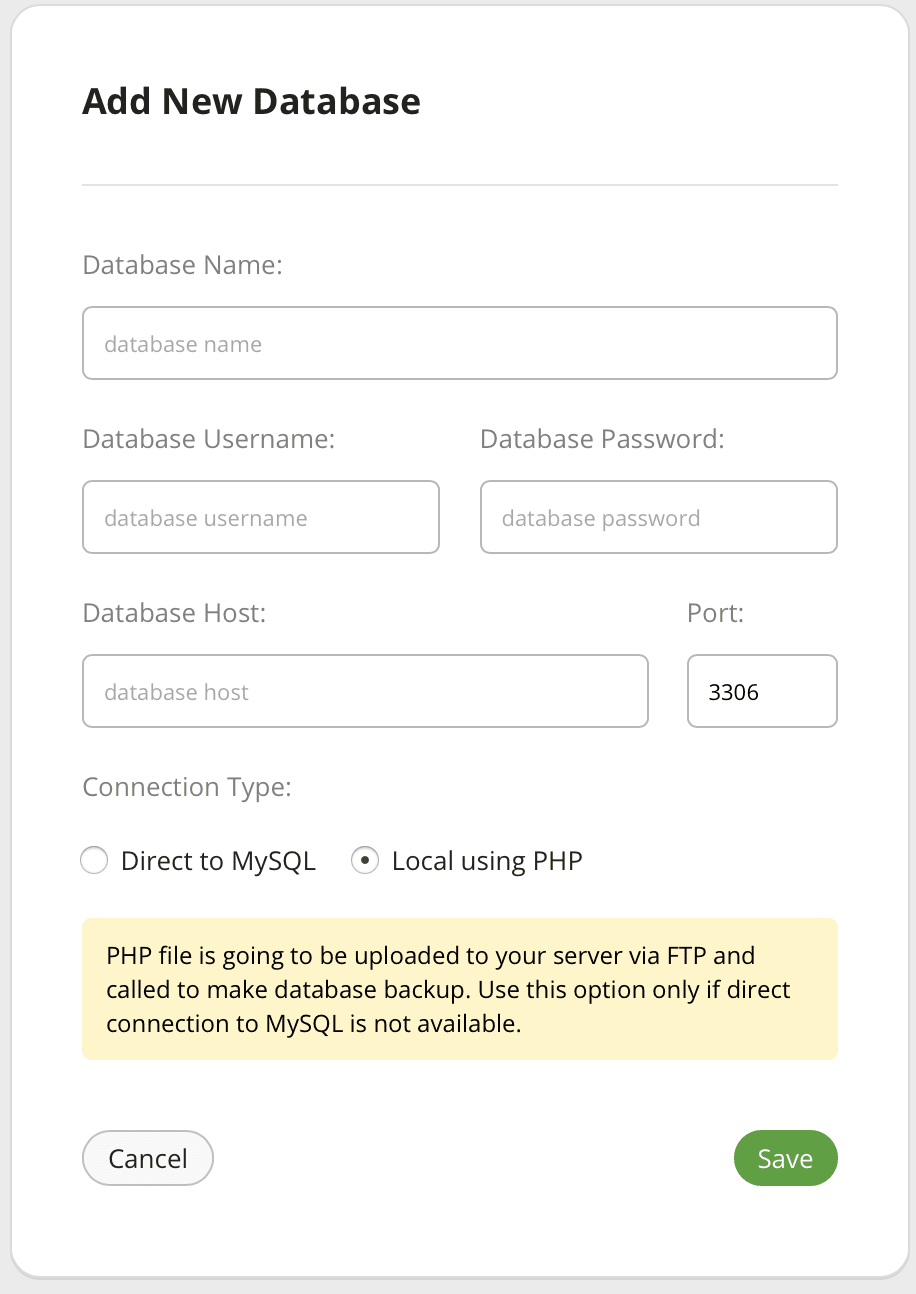 Add New Database
Database Name:
database name
Database Username: Database Password:
database username database password
Database Host: Port:
database host 3306
Connection Type:
Direct to MySQL Local using PHP
PHP file is going to be uploaded to your server via FTP and
called to make database backup. Use this option only if direct
connection to MySQL is not available.
Cancel Save